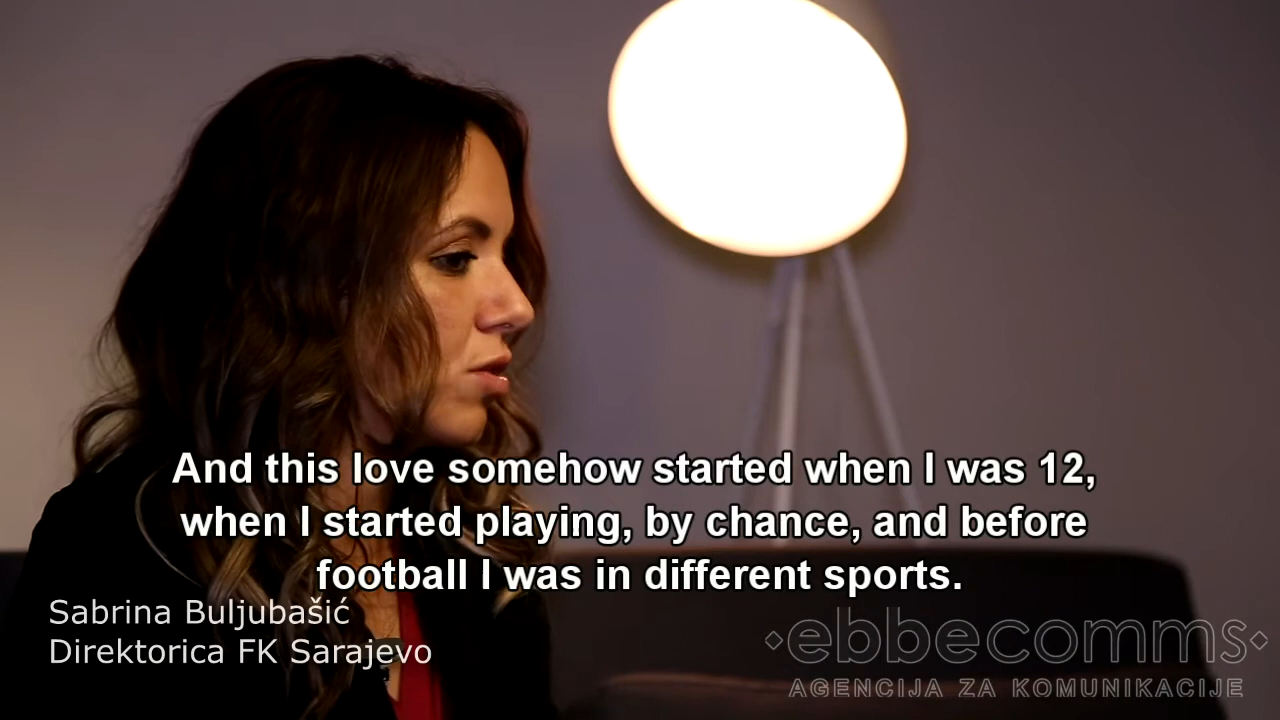 And this love somehow started when I was 12,
when I started playing, by chance, and before
football I was in different sports.
Sabrina Buljubašić
Direktorica FK Sarajevo
ebbecomms
AGENCIJA ZA KOMUNIKACIJE